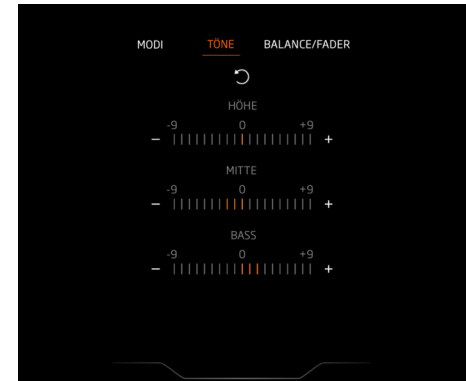 MODI TÖNE BALANCE/FADER
HÖHE
-9 0 +9
– +
MITTE
-9 0 +9
– +
BASS
-9 0 +9
– +